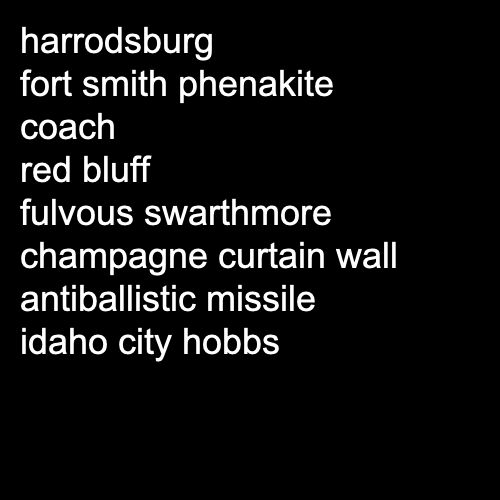 harrodsburg
fort smith phenakite
coach
red bluff
fulvous swarthmore
champagne curtain wall
antiballistic missile
idaho city hobbs